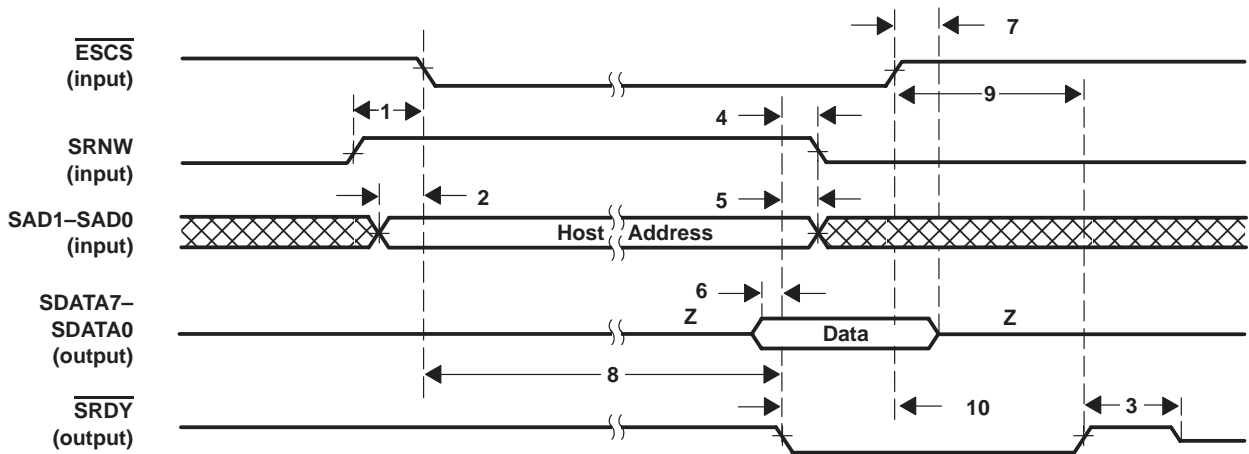 ESCS
(input)
7
9
1
4
SRNW
(input)
2
5
SAD1–SAD0
(input)
Host Address
6
SDATA7–
SDATA0
(output)
Z
Data
Z
8
SRDY
(output)
10
3